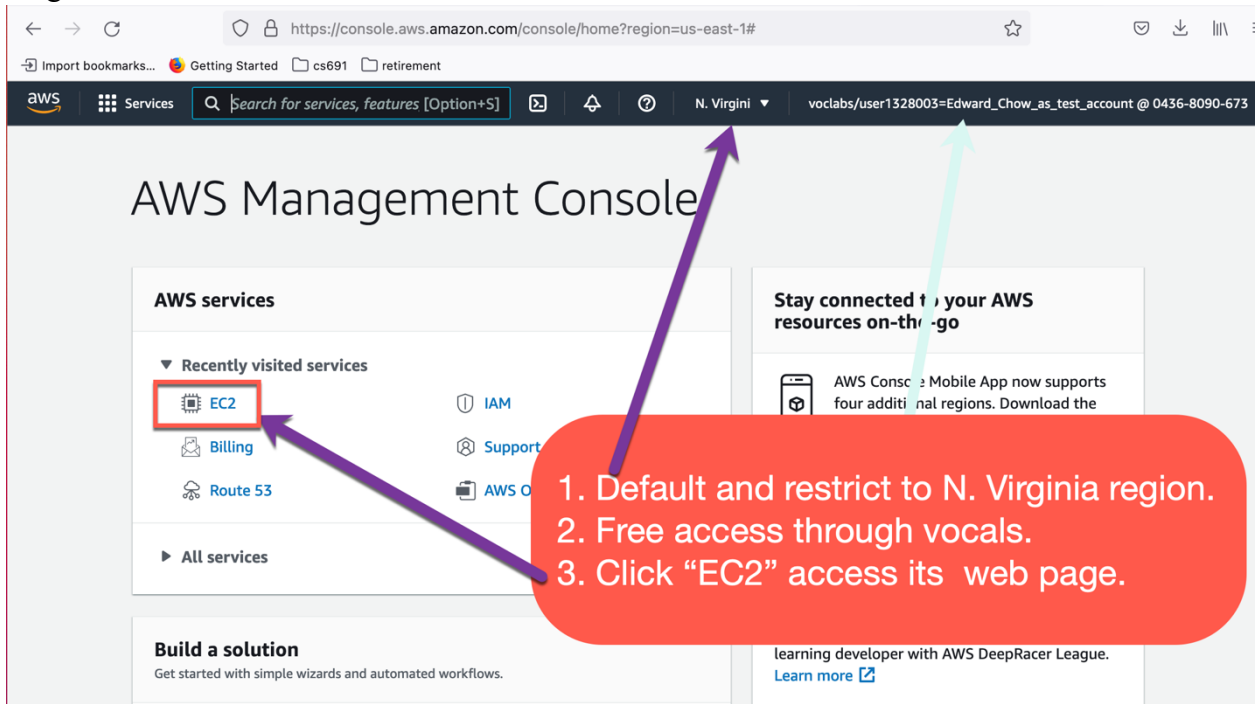 https://console.aws.amazon.com/console/home?region=us-east-1#
Import bookmarks... Getting Started cs691 retirement
aws Services Search for services, features [Option+S] N. Virgini voclabs/user1328003=Edward_Chow_as_test_account @ 0436-8090-673
AWS Management Console
AWS services
Recently visited services
EC2
IAM
Billing
Support
Route 53
AWS O
All services
Stay connected to your AWS
resources on-the-go
AWS Console Mobile App now supports
four additional regions. Download the
1. Default and restrict to N. Virginia region.
2. Free access through vocals.
3. Click “EC2” access its web page.
Build a solution
Get started with simple wizards and automated workflows.
learning developer with AWS DeepRacer League.
Learn more